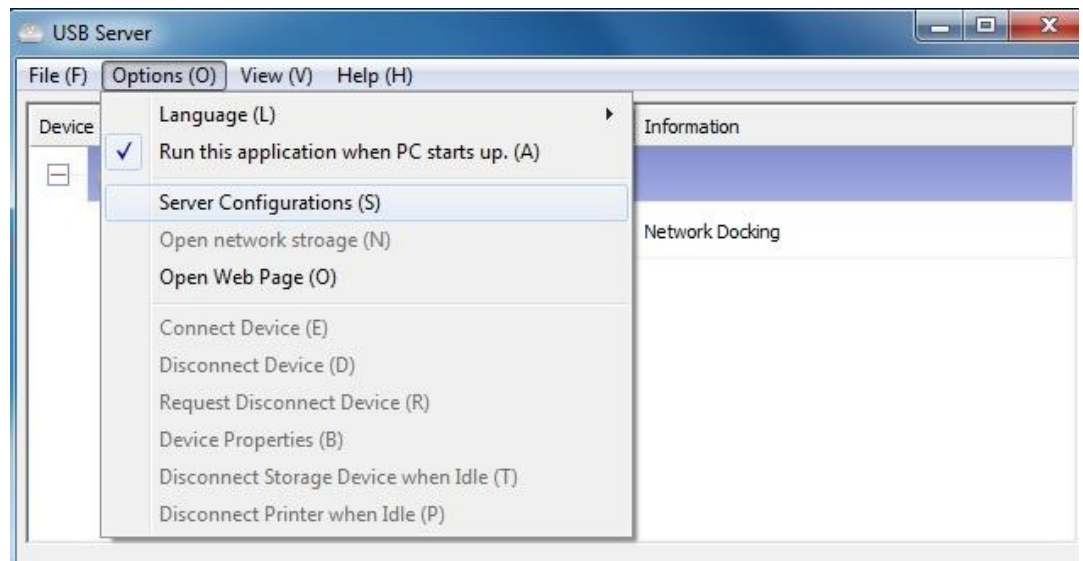 USB Server
File (F) Options (O) View (V) Help (H)
Device
Information
Language (L)
Run this application when PC starts up. (A)
Server Configurations (S)
Open network stroage (N)
Network Docking
Open Web Page (O)
Connect Device (E)
Disconnect Device (D)
Request Disconnect Device (R)
Device Properties (B)
Disconnect Storage Device when Idle (T)
Disconnect Printer when Idle (P)